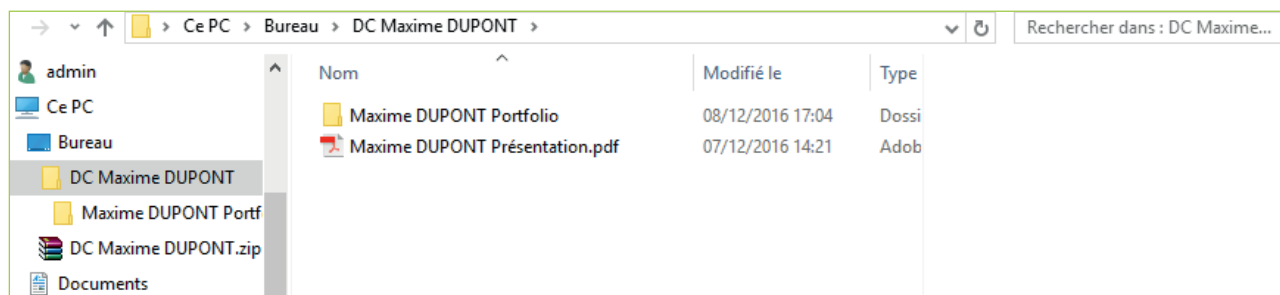 Ce PC > Bureau > DC Maxime DUPONT >
Rechercher dans : DC Maxime...
admin
Ce PC
Bureau
DC Maxime DUPONT
Maxime DUPONT Portf
DC Maxime DUPONT.zip
Documents
Nom Modifié le Type
Maxime DUPONT Portfolio 08/12/2016 17:04 Dossi
Maxime DUPONT Présentation.pdf 07/12/2016 14:21 Adob